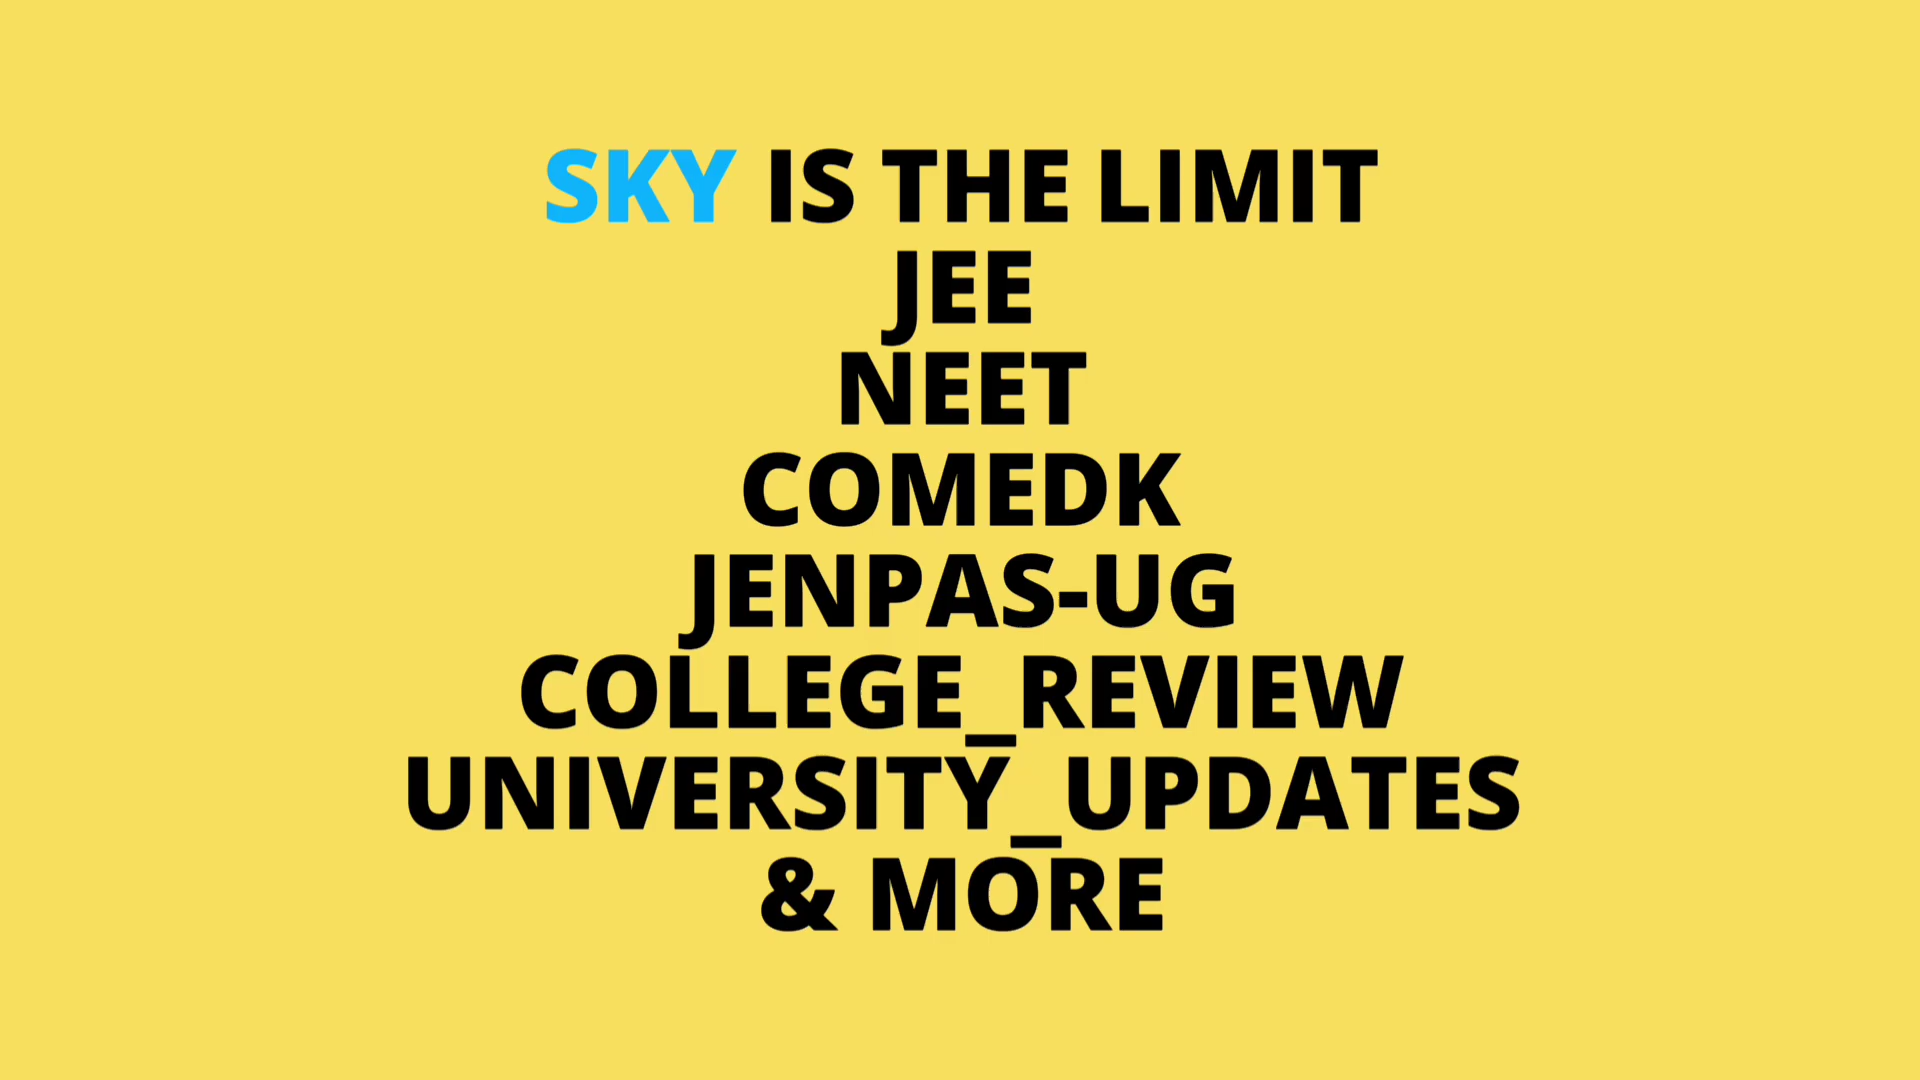 SKY IS THE LIMIT
JEE
NEET
COMEDK
JENPAS-UG
COLLEGE_REVIEW
UNIVERSITY_UPDATES
& MORE